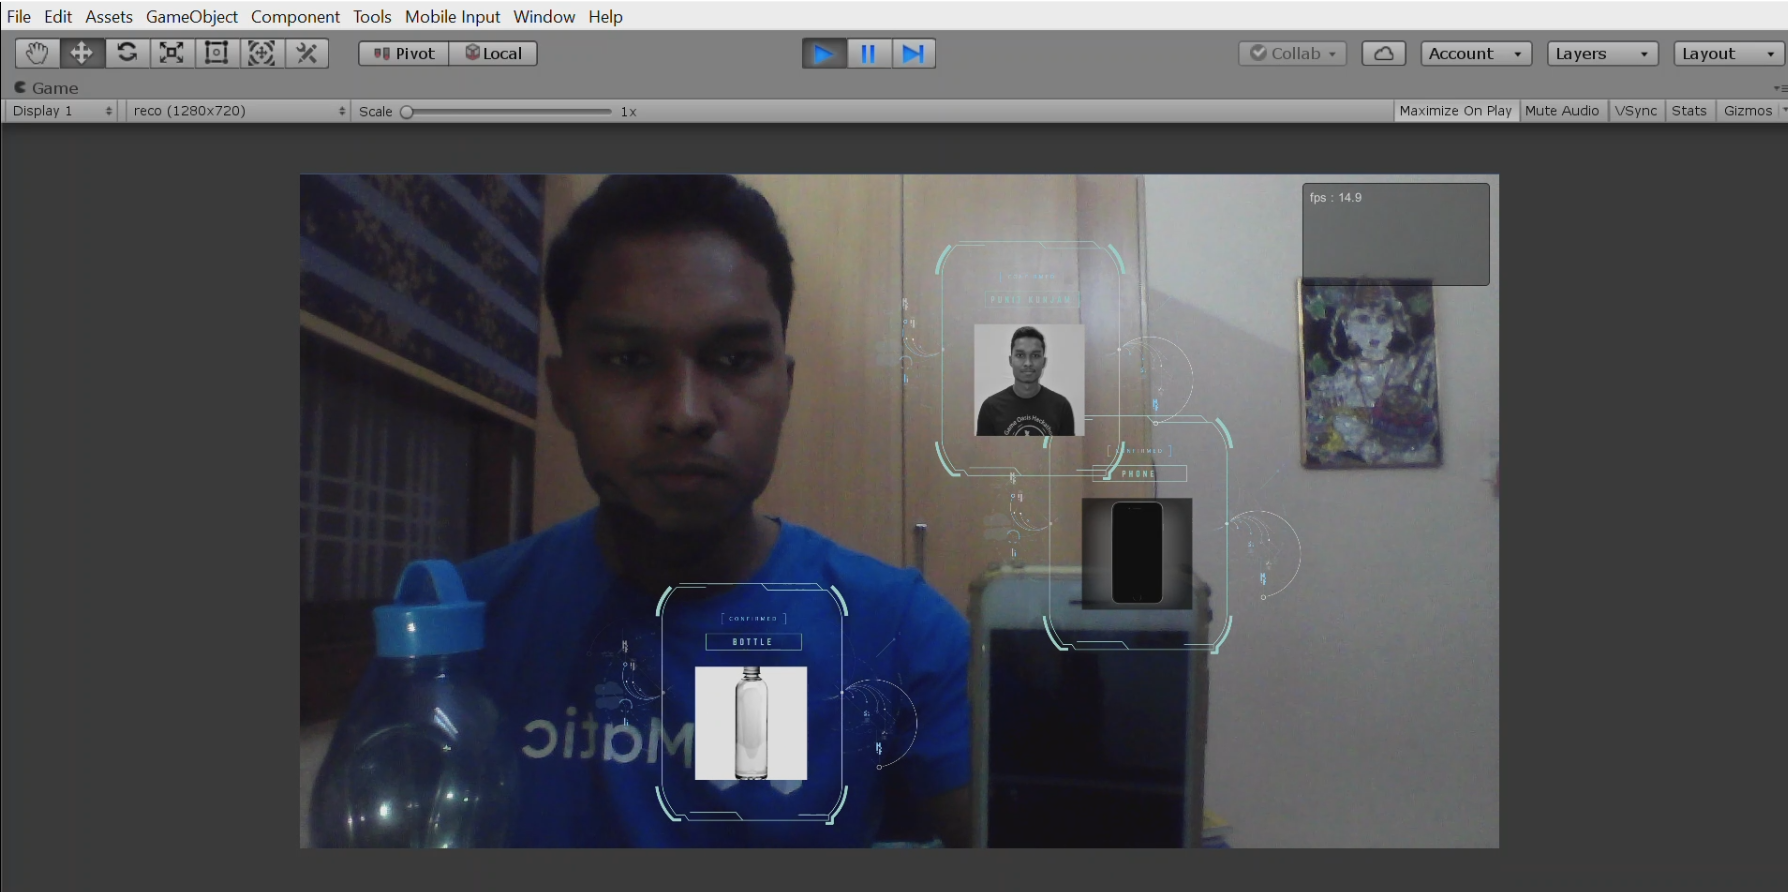 File Edit Assets GameObject Component Tools Mobile Input Window Help
Pivot Local Collab Account Layers Layout
Game
Display 1 reco (1280x720) Scale 1x Maximize On Play Mute Audio VSync Stats Gizmos
fps : 14.9
CONFIRMED
CONFIRMED
PHONE
CONFIRMED
BOTTLE
Matic